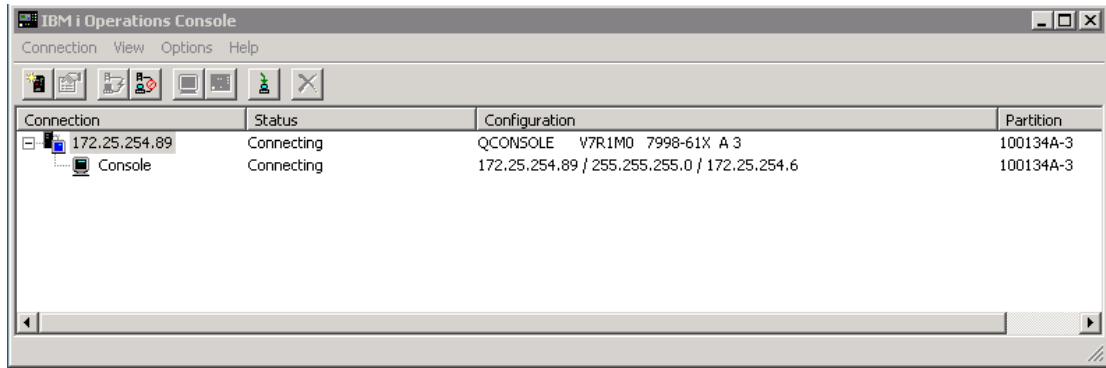 IBM i Operations Console
Connection View Options Help
Connection Status Configuration Partition
172.25.254.89 Connecting QCONSOLE V7R1M0 7998-61X A 3 100134A-3
Console Connecting 172.25.254.89 / 255.255.255.0 / 172.25.254.6 100134A-3